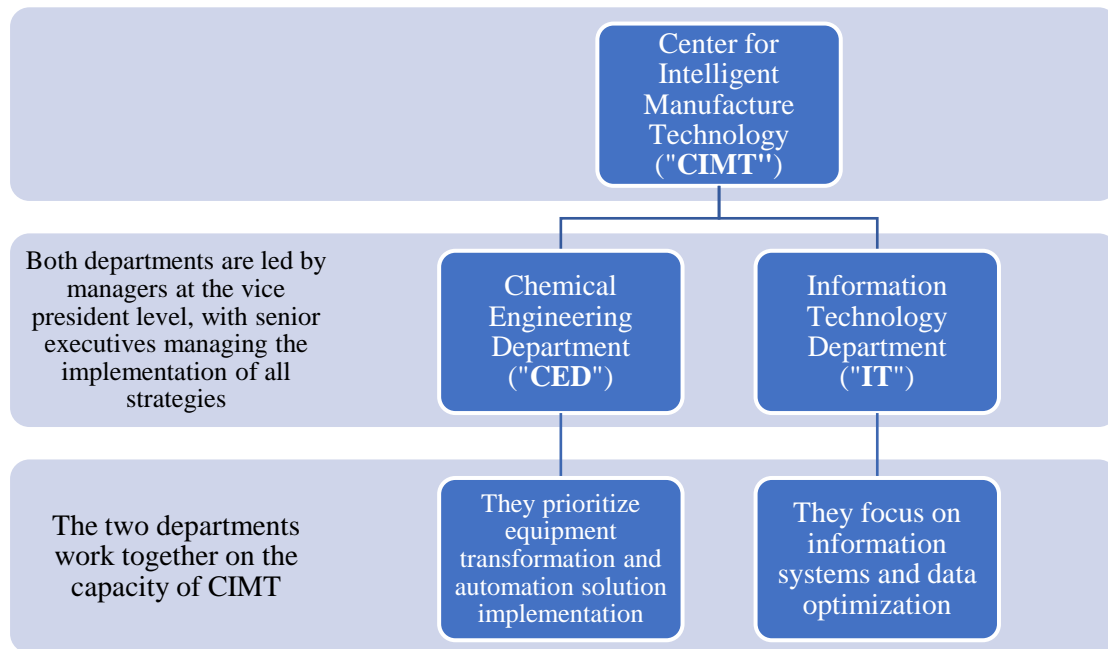 Center for
Intelligent
Manufacture
Technology
("CIMT")
Both departments are led by
managers at the vice
president level, with senior
executives managing the
implementation of all
strategies
Chemical
Engineering
Department
("CED")
Information
Technology
Department
("IT")
The two departments
work together on the
capacity of CIMT
They prioritize
equipment
transformation and
automation solution
implementation
They focus on
information
systems and data
optimization